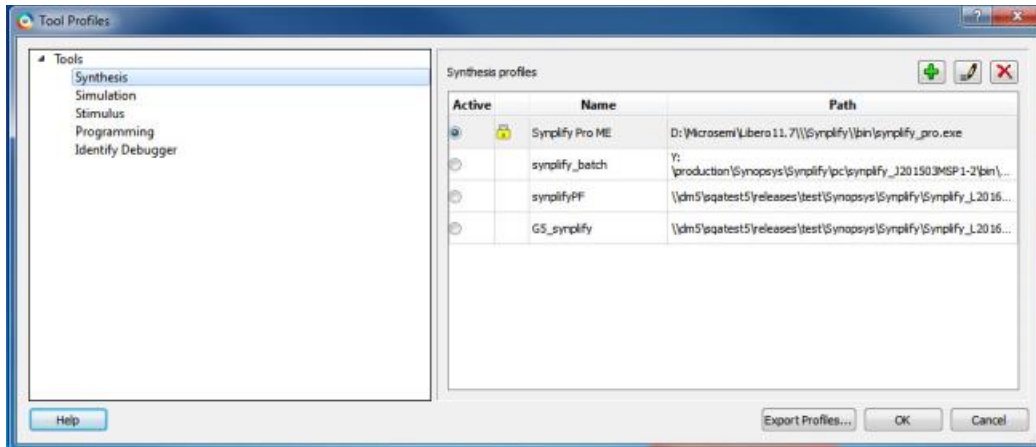 Tool Profiles
Tools
Synthesis
Simulation
Stimulus
Programming
Identify Debugger
Synthesis profiles
Active Name Path
Synplify Pro ME D:\Microsemi\Libero11.7\\\Synplify\\bin\synplify_pro.exe
synplify_batch Y:
\production\Synopsys\Synplify\pc\synplify_J201503MSP1-2\bin\...
synplifyPF \\dm5\sqatest5\releases\test\Synopsys\Synplify\Synplify_L2016...
G5_synplify \\dm5\sqatest5\releases\test\Synopsys\Synplify\Synplify_L2016...
Help Export Profiles... OK Cancel